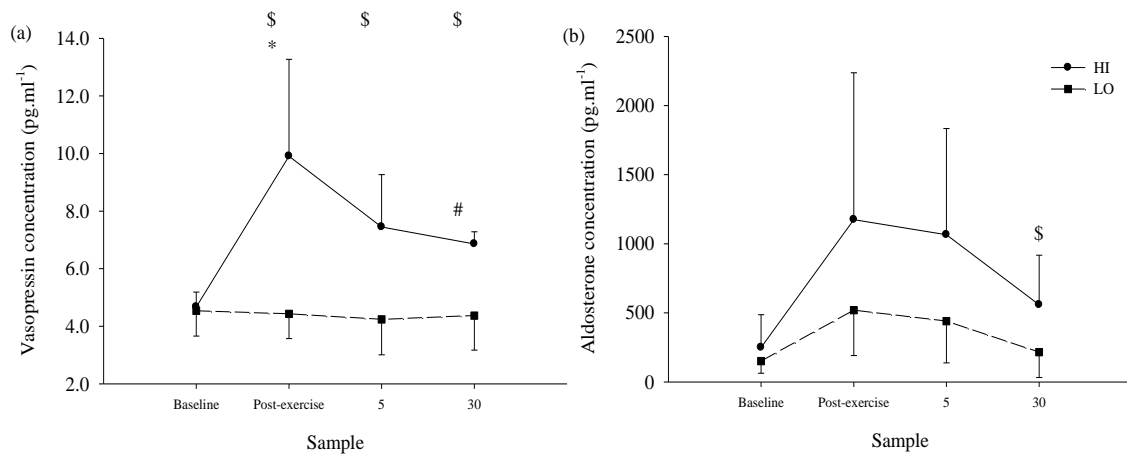 $ $ $
(a)
14.0
*
12.0
10.0
8.0
#
6.0
4.0
2.0
Vasopressin concentration (pg.ml⁻¹)
Baseline Post-exercise 5 30
Sample
(b)
2500
HI
LO
2000
1500
1000
$
500
0
Aldosterone concentration (pg.ml⁻¹)
Baseline Post-exercise 5 30
Sample